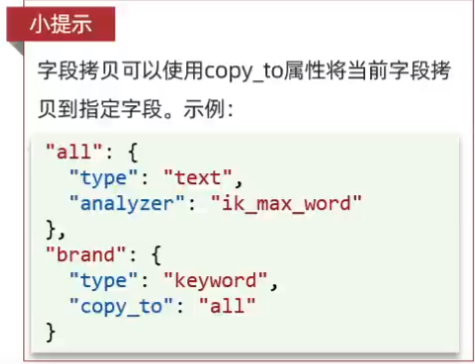 小提示
字段拷贝可以使用copy_to属性将当前字段拷
贝到指定字段。示例：
"all": {
  "type": "text",
  "analyzer": "ik_max_word"
},
"brand": {
  "type": "keyword",
  "copy_to": "all"
}